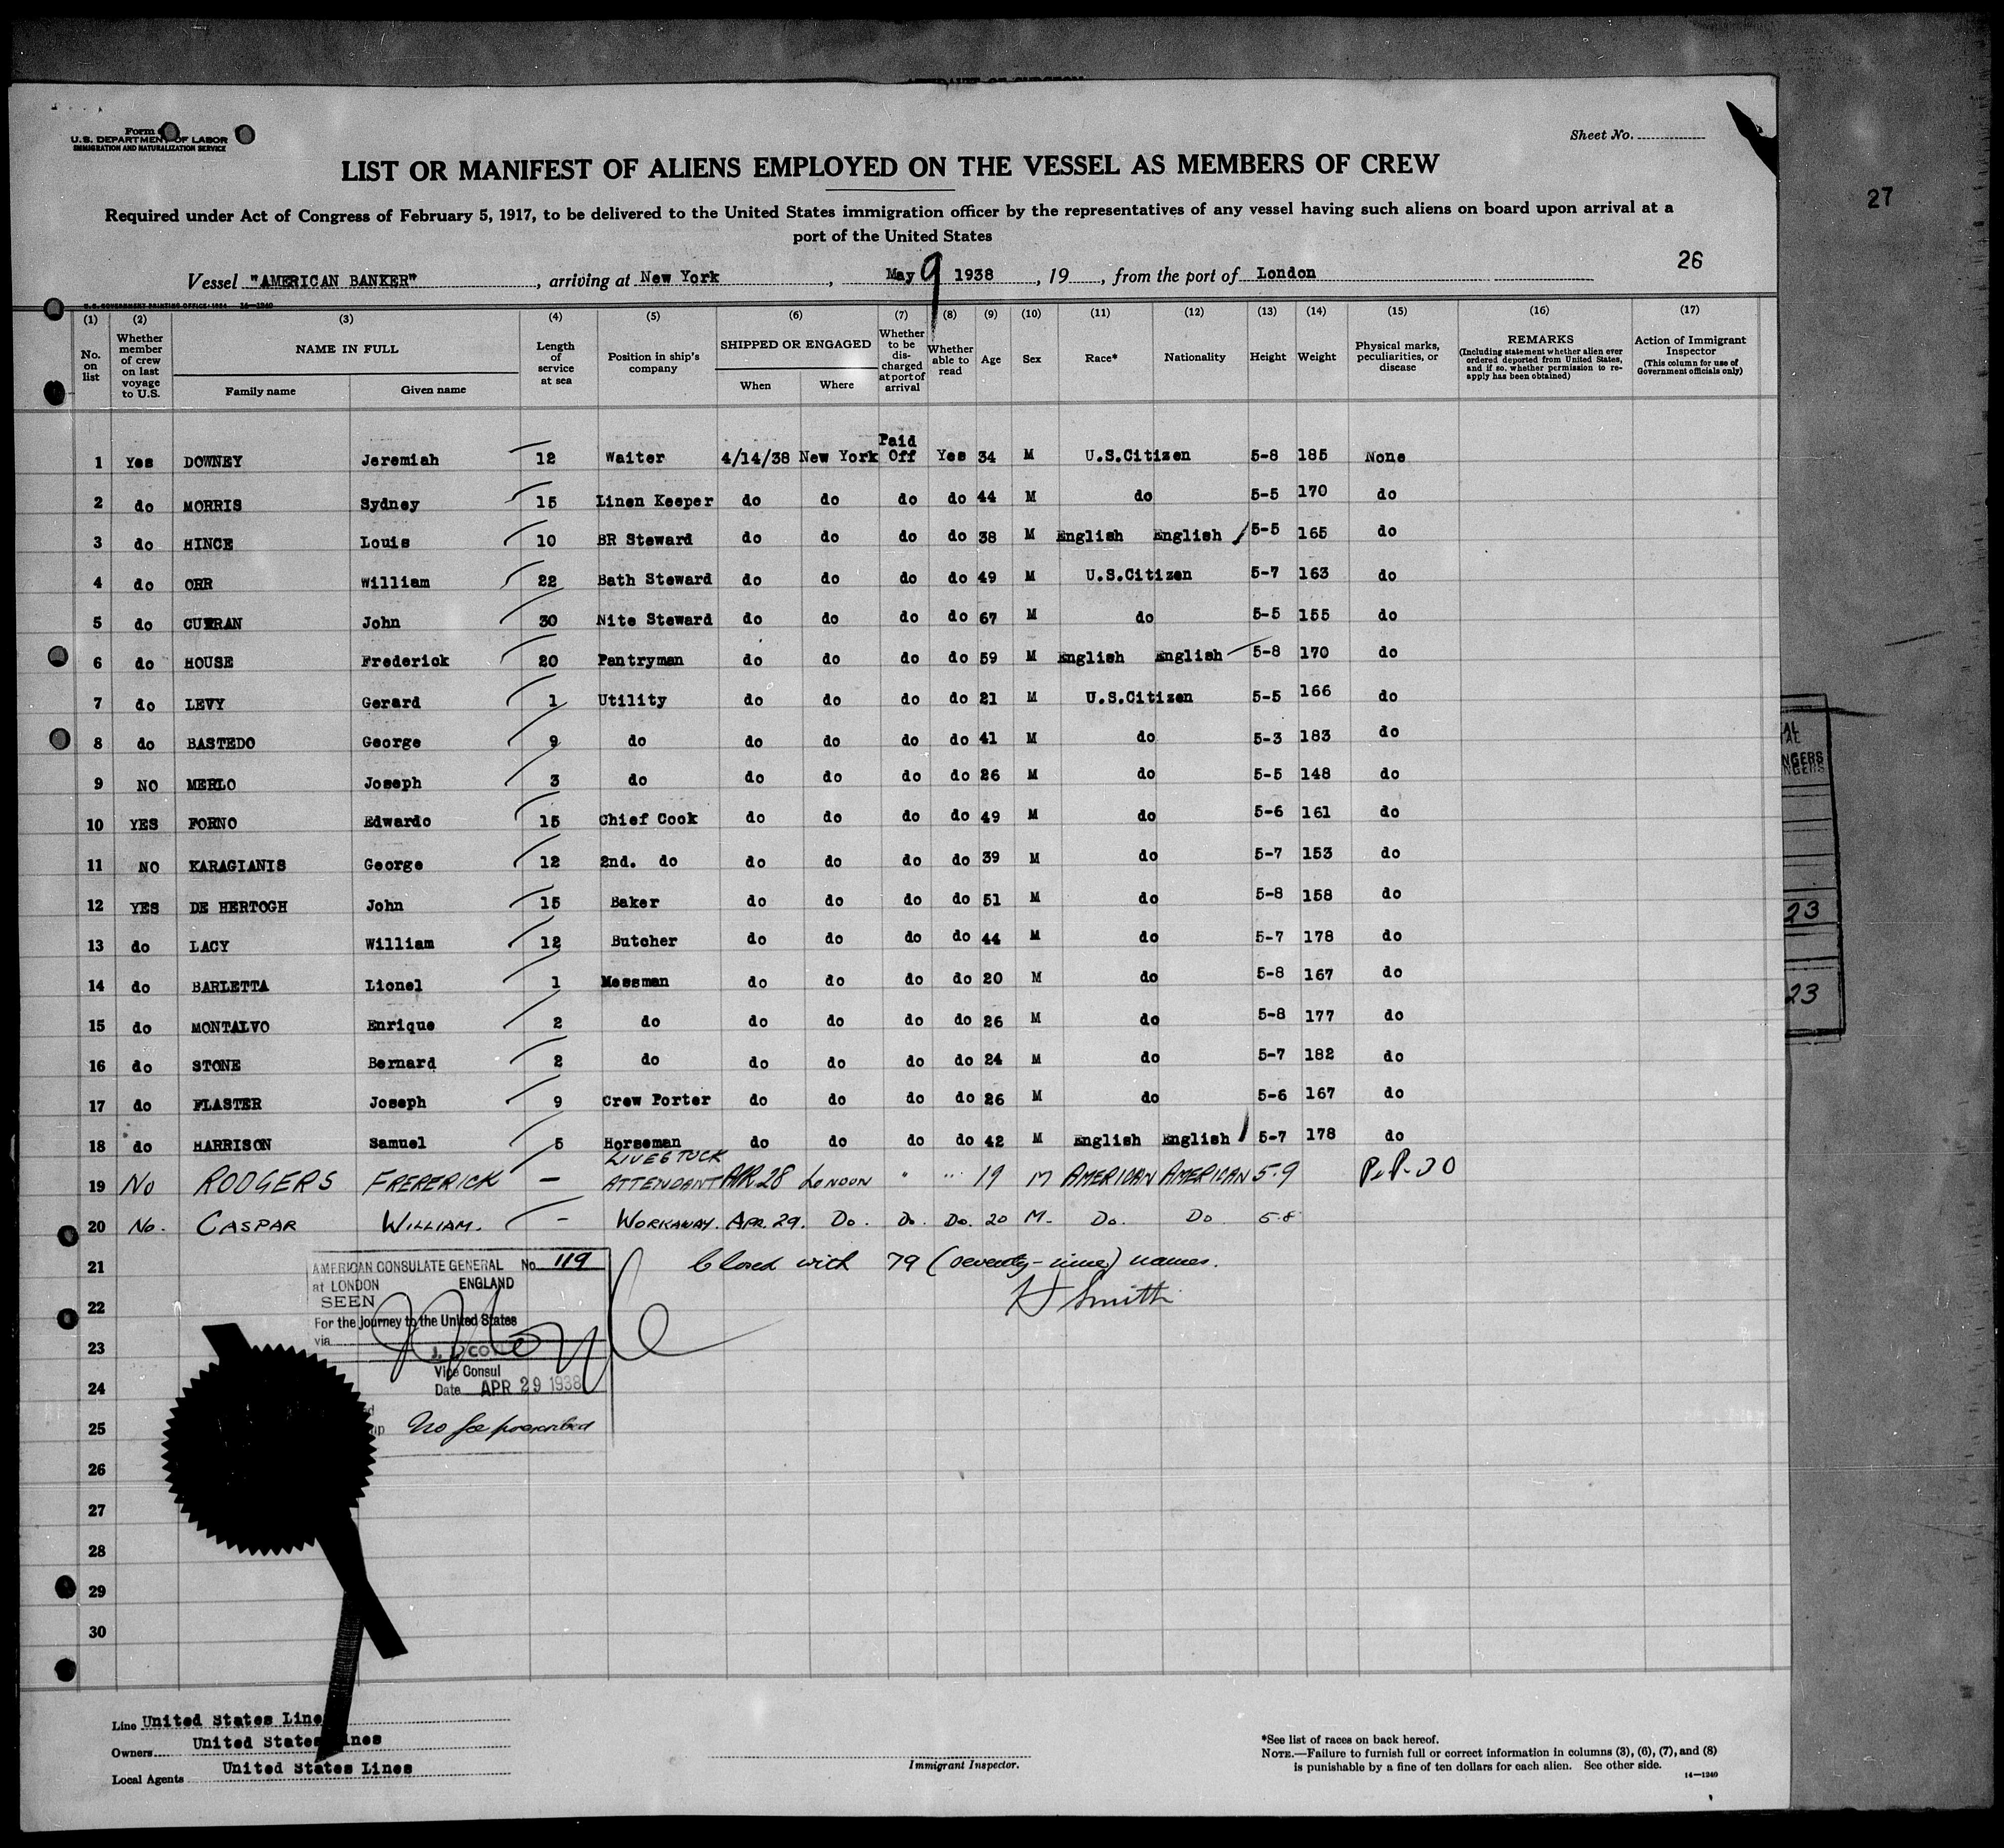 Form
U.S. DEPARTMENT OF LABOR
IMMIGRATION AND NATURALIZATION SERVICE
Sheet No.
LIST OR MANIFEST OF ALIENS EMPLOYED ON THE VESSEL AS MEMBERS OF CREW
Required under Act of Congress of February 5, 1917, to be delivered to the United States immigration officer by the representatives of any vessel having such aliens on board upon arrival at a
port of the United States
27
26
Vessel "AMERICAN BANKER", arriving at New York, May 9 1938, 19, from the port of London
U.S. GOVERNMENT PRINTING OFFICE: 1934 14—1240
(1) (2) (3) (4) (5) (6) (7) (8) (9) (10) (11) (12) (13) (14) (15) (16) (17)
No. on list
Whether member of crew on last voyage to U.S.
NAME IN FULL
Family name Given name
Length of service at sea
Position in ship's company
SHIPPED OR ENGAGED
When Where
Whether to be discharged at port of arrival
Whether able to read
Age
Sex
Race*
Nationality
Height
Weight
Physical marks, peculiarities, or disease
REMARKS
(Including statement whether alien ever ordered deported from United States, and if so, whether permission to reapply has been obtained)
Action of Immigrant Inspector
(This column for use of Government officials only)
1 Yes DOWNEY Jeremiah 12 Waiter 4/14/38 New York Paid Off Yes 34 M U.S.Citizen 5-8 185 None
2 do MORRIS Sydney 15 Linen Keeper do do do do 44 M do 5-5 170 do
3 do HINCE Louis 10 BR Steward do do do do 38 M English English 5-5 165 do
4 do ORR William 22 Bath Steward do do do do 49 M U.S.Citizen 5-7 163 do
5 do CURRAN John 30 Nite Steward do do do do 67 M do 5-5 155 do
6 do HOUSE Frederick 20 Pantryman do do do do 59 M English English 5-8 170 do
7 do LEVY Gerard 1 Utility do do do do 21 M U.S.Citizen 5-5 166 do
8 do BASTEDO George 9 do do do do do 41 M do 5-3 183 do
9 NO MERLO Joseph 3 do do do do do 26 M do 5-5 148 do
10 YES FORNO Edwardo 15 Chief Cook do do do do 49 M do 5-6 161 do
11 NO KARAGIANIS George 12 2nd. do do do do do 39 M do 5-7 153 do
12 YES DE HERTOGH John 15 Baker do do do do 51 M do 5-8 158 do
13 do LACY William 12 Butcher do do do do 44 M do 5-7 178 do
14 do BARLETTA Lionel 1 Messman do do do do 20 M do 5-8 167 do
15 do MONTALVO Enrique 2 do do do do do 26 M do 5-8 177 do
16 do STONE Bernard 2 do do do do do 24 M do 5-7 182 do
17 do FLASTER Joseph 9 Crew Porter do do do do 26 M do 5-6 167 do
18 do HARRISON Samuel 5 Horseman do do do do 42 M English English 5-7 178 do
19 No RODGERS FRERERICK — LIVESTOCK ATTENDANT APR 28 LONDON " " 19 M AMERICAN AMERICAN 5-9
20 No. CASPAR WILLIAM. - WORKAWAY. APR. 29. Do. Do. Do. 20 M. Do. Do 5-8
21 Closed with 79 (seventy-nine) names.
22 Smith
23
24
25
26
27
28
29
30
AMERICAN CONSULATE GENERAL No. 119
at LONDON ENGLAND
SEEN
For the journey to the United States
via
Vice Consul
Date APR 29 1938
No fee prescribed
NGERS
23
23
Line United States Line
Owners United States Lines
Local Agents United States Lines
Immigrant Inspector.
*See list of races on back hereof.
NOTE.—Failure to furnish full or correct information in columns (3), (6), (7), and (8)
is punishable by a fine of ten dollars for each alien. See other side.
14—1240